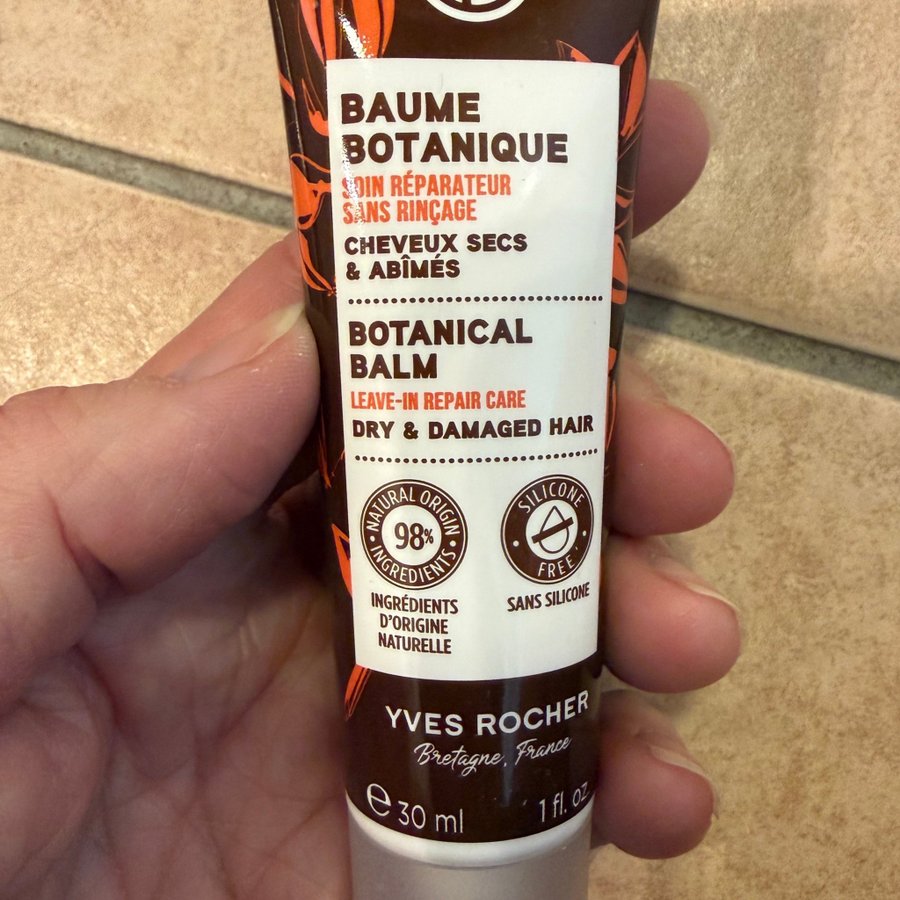 BAUME
BOTANIQUE
SOIN RÉPARATEUR
SANS RINÇAGE
CHEVEUX SECS
& ABÎMÉS
BOTANICAL
BALM
LEAVE-IN REPAIR CARE
DRY & DAMAGED HAIR
NATURAL ORIGIN
98%
INGREDIENTS
INGRÉDIENTS
D'ORIGINE
NATURELLE
SILICONE
FREE
SANS SILICONE
YVES ROCHER
Bretagne, France
e 30 ml 1 fl. oz.